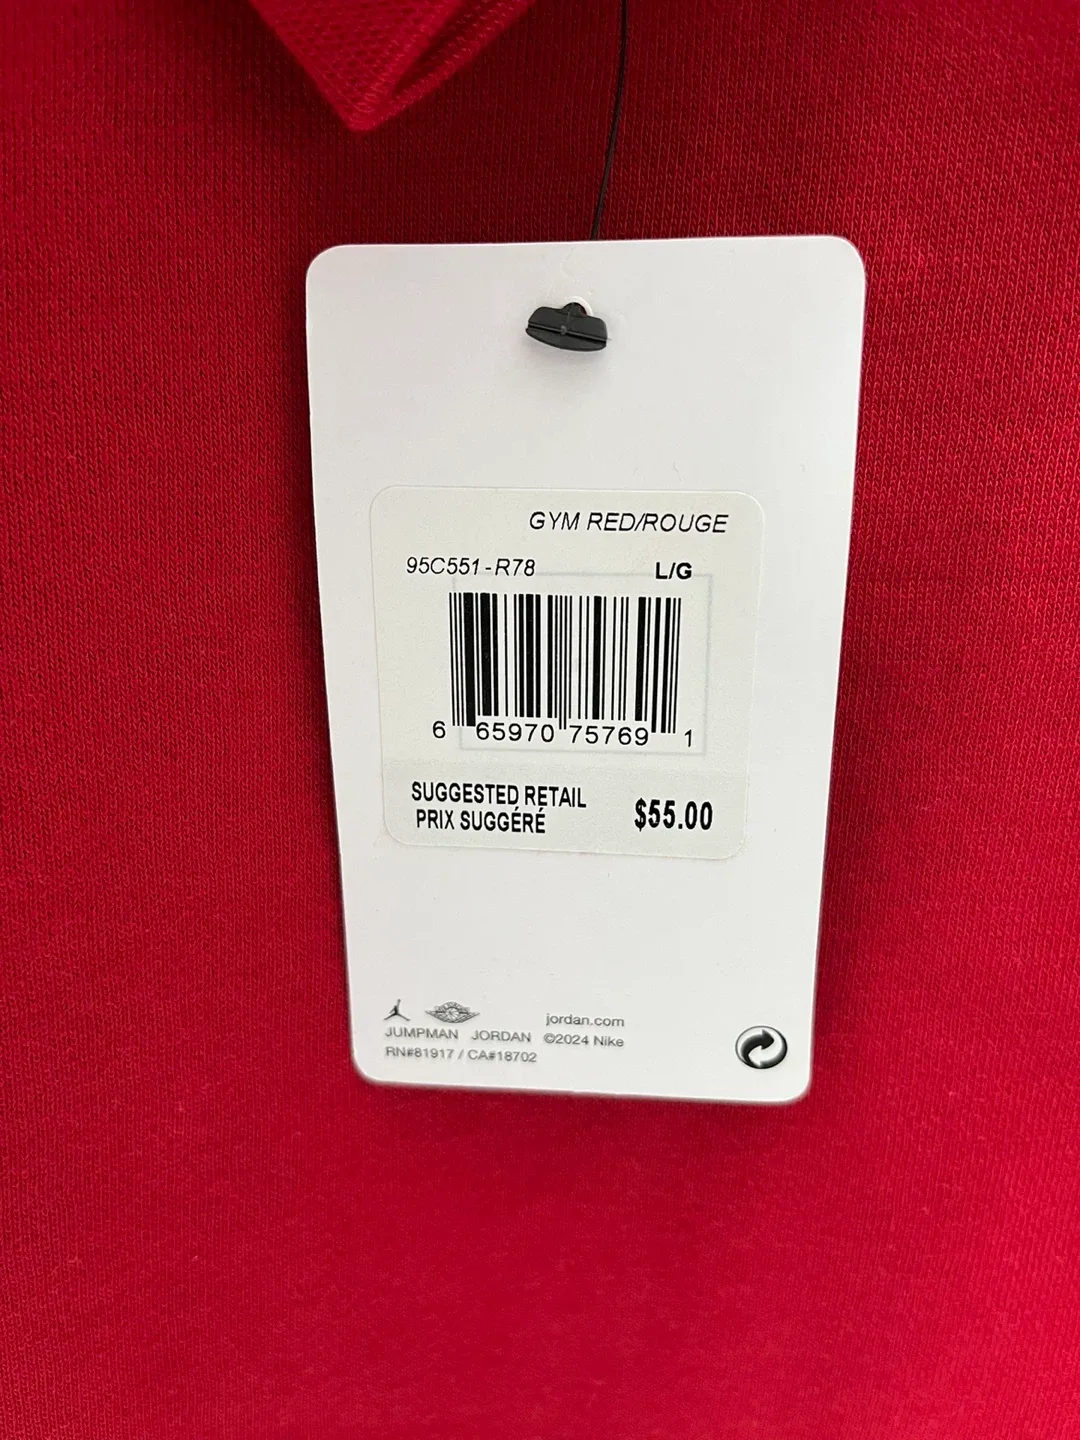 GYM RED/ROUGE
95C551-R78 L/G
6 65970 75769 1
SUGGESTED RETAIL
PRIX SUGGÉRÉ $55.00
jordan.com
JUMPMAN JORDAN ©2024 Nike
RN#81917 / CA#18702